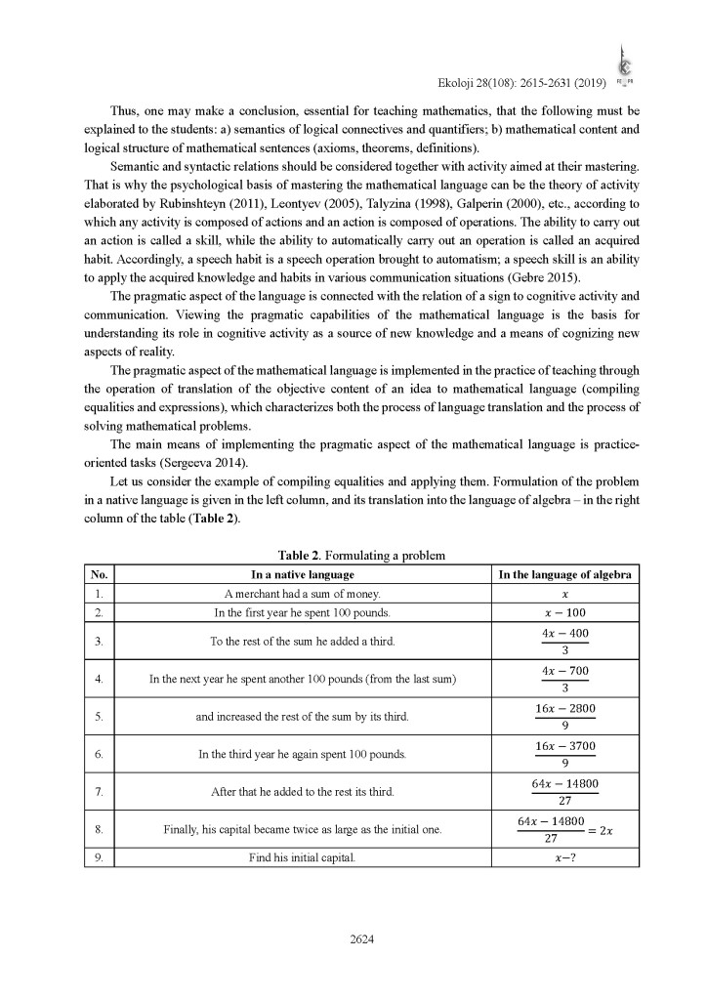 Ekoloji 28(108): 2615-2631 (2019)
Thus, one may make a conclusion, essential for teaching mathematics, that the following must be
explained to the students: a) semantics of logical connectives and quantifiers; b) mathematical content and
logical structure of mathematical sentences (axioms, theorems, definitions).
Semantic and syntactic relations should be considered together with activity aimed at their mastering.
That is why the psychological basis of mastering the mathematical language can be the theory of activity
elaborated by Rubinshteyn (2011), Leontyev (2005), Talyzina (1998), Galperin (2000), etc., according to
which any activity is composed of actions and an action is composed of operations. The ability to carry out
an action is called a skill, while the ability to automatically carry out an operation is called an acquired
habit. Accordingly, a speech habit is a speech operation brought to automatism; a speech skill is an ability
to apply the acquired knowledge and habits in various communication situations (Gebre 2015).
The pragmatic aspect of the language is connected with the relation of a sign to cognitive activity and
communication. Viewing the pragmatic capabilities of the mathematical language is the basis for
understanding its role in cognitive activity as a source of new knowledge and a means of cognizing new
aspects of reality.
The pragmatic aspect of the mathematical language is implemented in the practice of teaching through
the operation of translation of the objective content of an idea to mathematical language (compiling
equalities and expressions), which characterizes both the process of language translation and the process of
solving mathematical problems.
The main means of implementing the pragmatic aspect of the mathematical language is practice-
oriented tasks (Sergeeva 2014).
Let us consider the example of compiling equalities and applying them. Formulation of the problem
in a native language is given in the left column, and its translation into the language of algebra – in the right
column of the table (Table 2).
Table 2. Formulating a problem
No. In a native language In the language of algebra
1. A merchant had a sum of money. x
2. In the first year he spent 100 pounds. x − 100
3. To the rest of the sum he added a third. 4x − 400
3
4. In the next year he spent another 100 pounds (from the last sum) 4x − 700
3
5. and increased the rest of the sum by its third. 16x − 2800
9
6. In the third year he again spent 100 pounds. 16x − 3700
9
7. After that he added to the rest its third. 64x − 14800
27
8. Finally, his capital became twice as large as the initial one. 64x − 14800
27 = 2x
9. Find his initial capital. x−?
2624